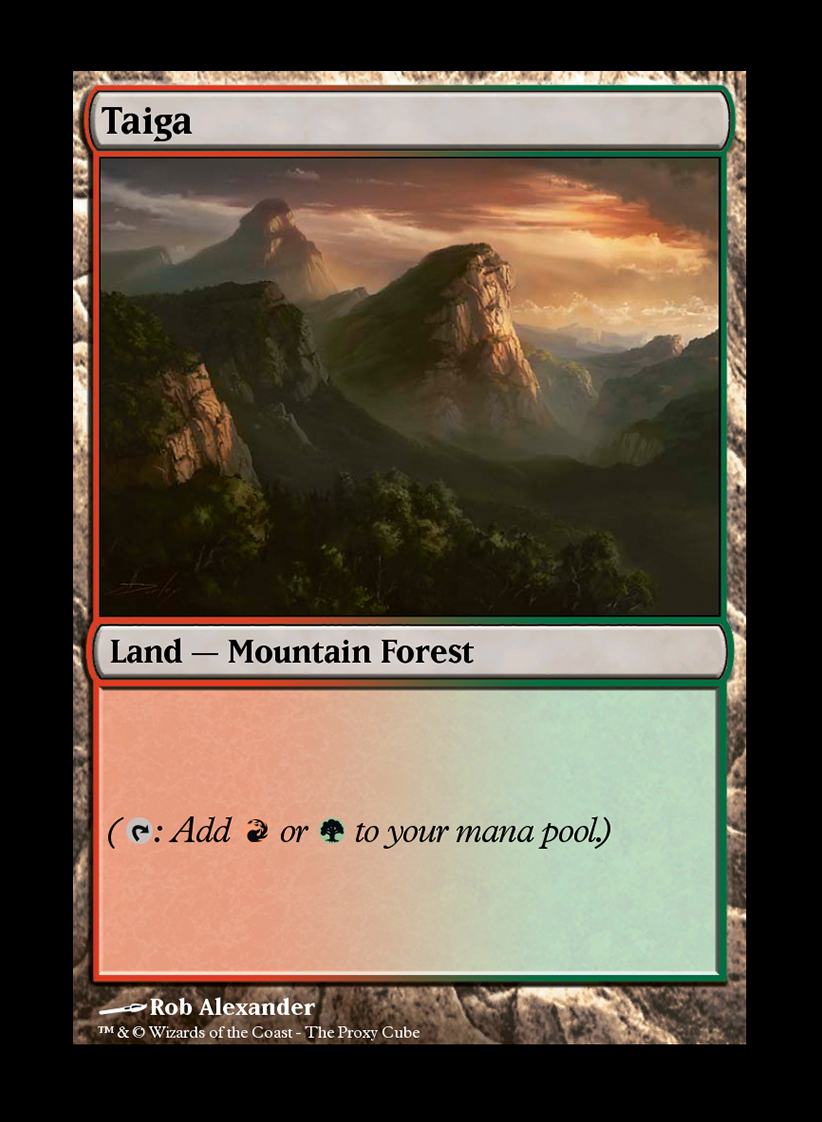 Taiga
Land — Mountain Forest
( : Add or to your mana pool.)
Rob Alexander
™ & © Wizards of the Coast - The Proxy Cube